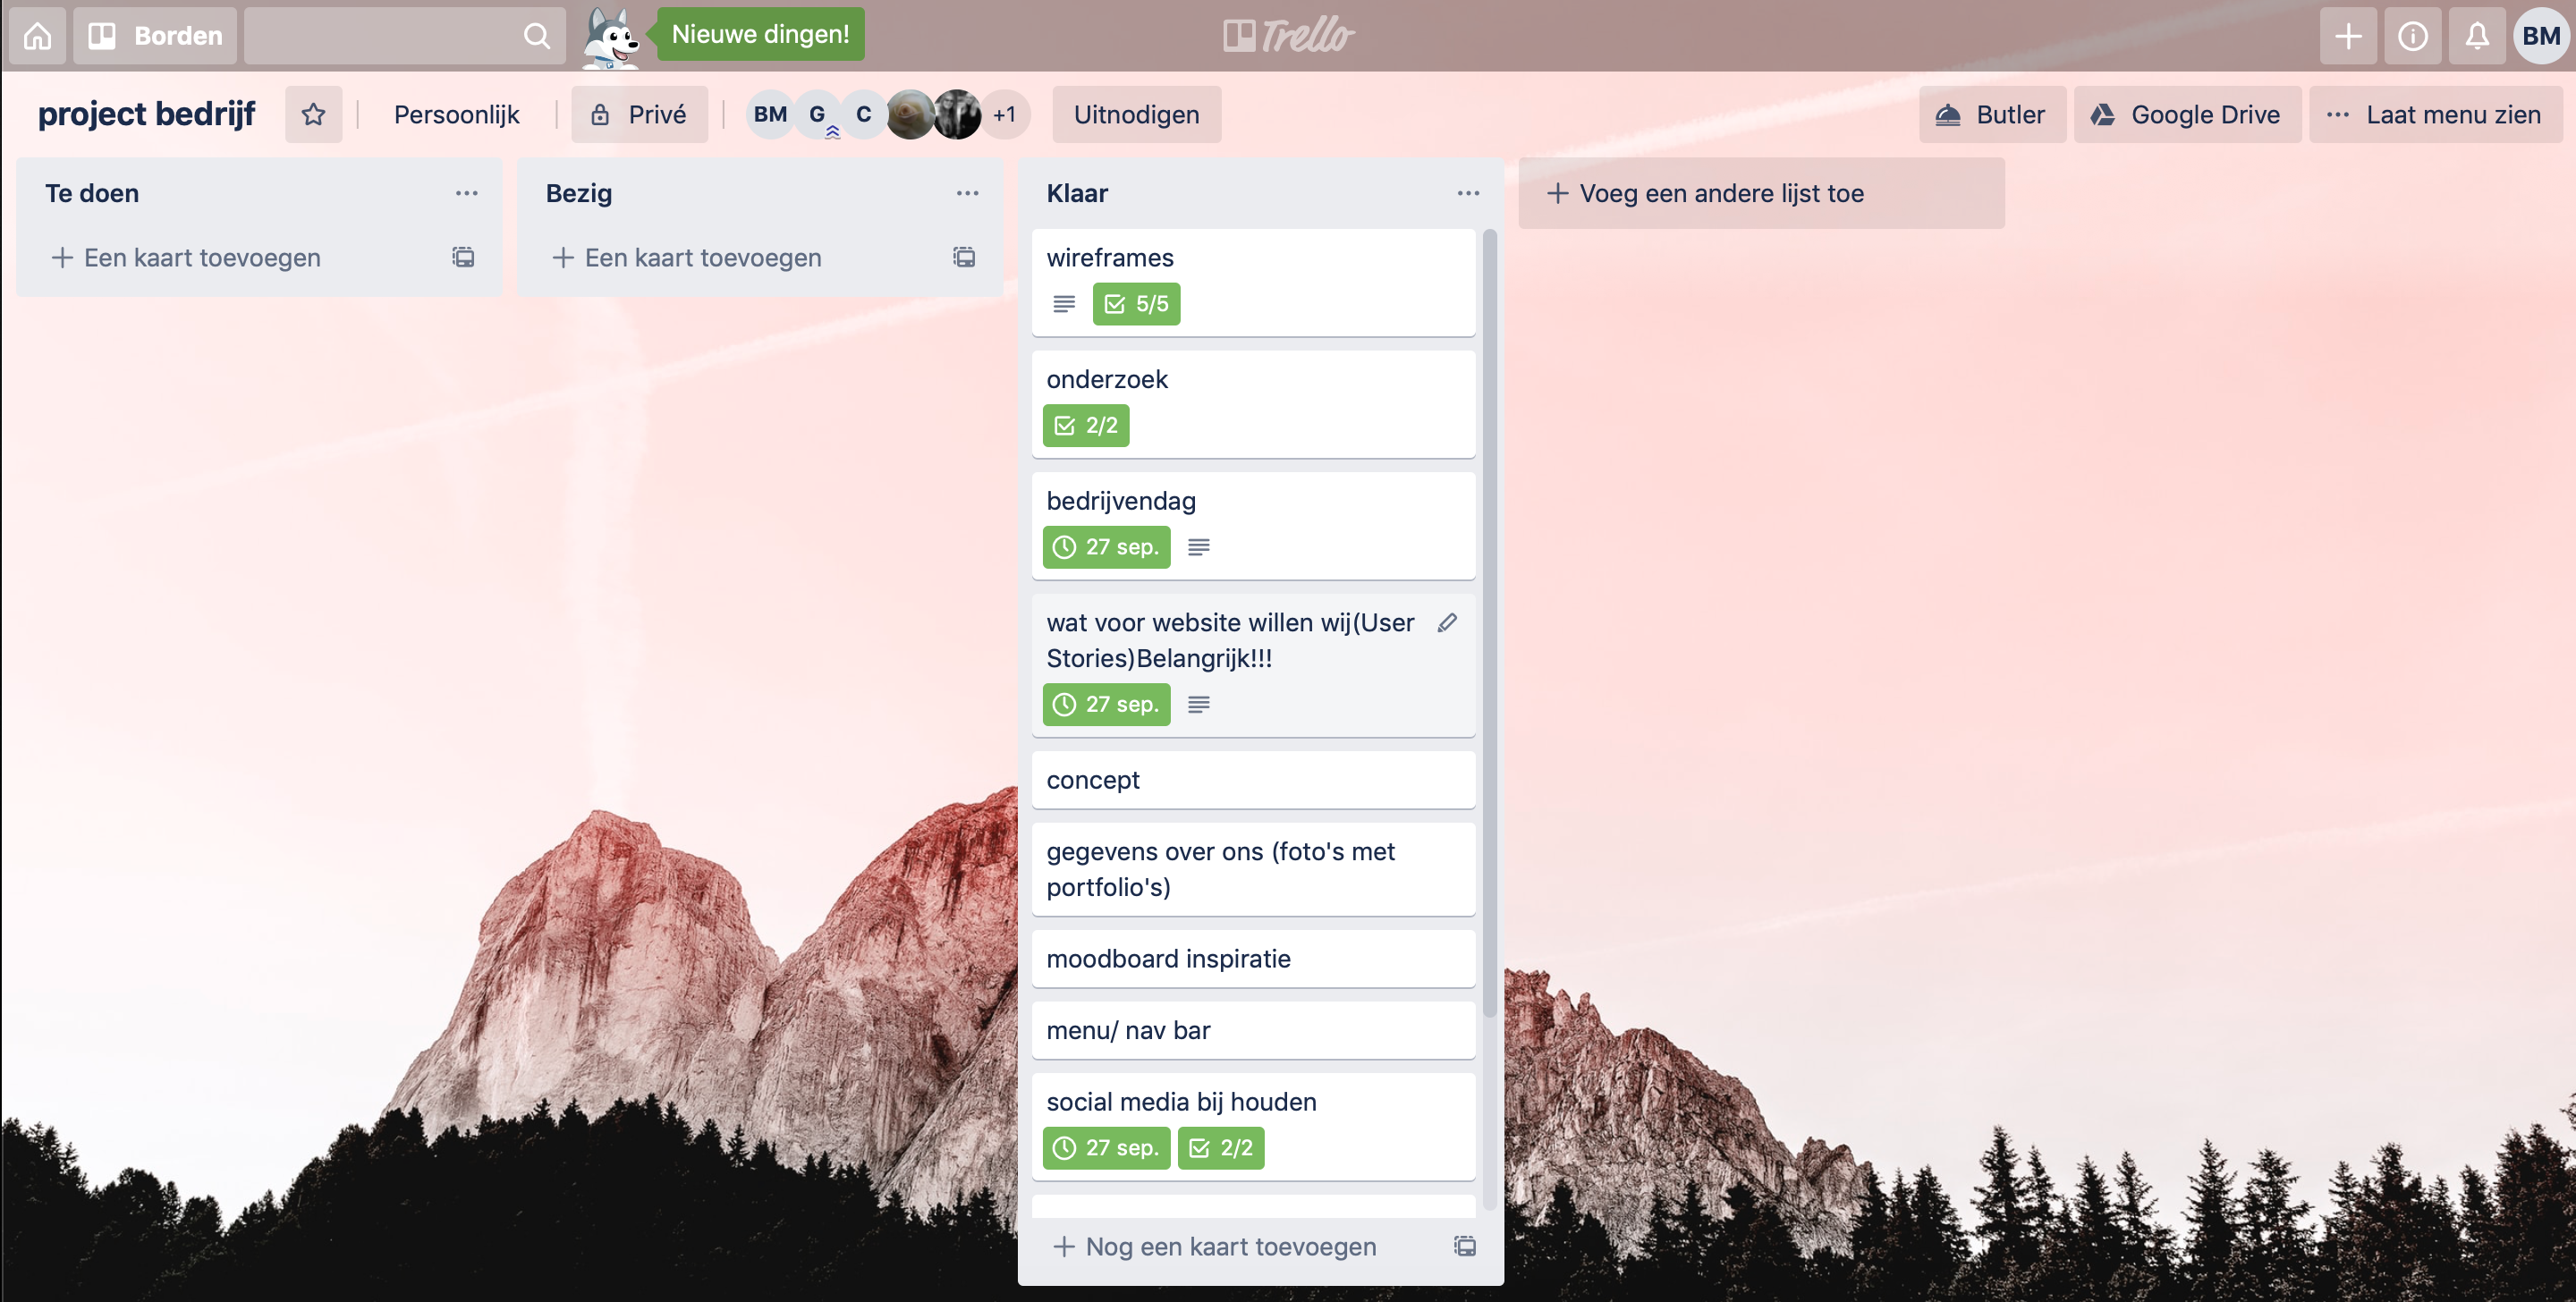 Borden
Nieuwe dingen!
Trello
BM
project bedrijf
Persoonlijk
Privé
BM
G
C
+1
Uitnodigen
Butler
Google Drive
Laat menu zien
Te doen
Een kaart toevoegen
Bezig
Een kaart toevoegen
Klaar
wireframes
5/5
onderzoek
2/2
bedrijvendag
27 sep.
wat voor website willen wij(User
Stories)Belangrijk!!!
27 sep.
concept
gegevens over ons (foto's met
portfolio's)
moodboard inspiratie
menu/ nav bar
social media bij houden
27 sep.
2/2
Nog een kaart toevoegen
Voeg een andere lijst toe